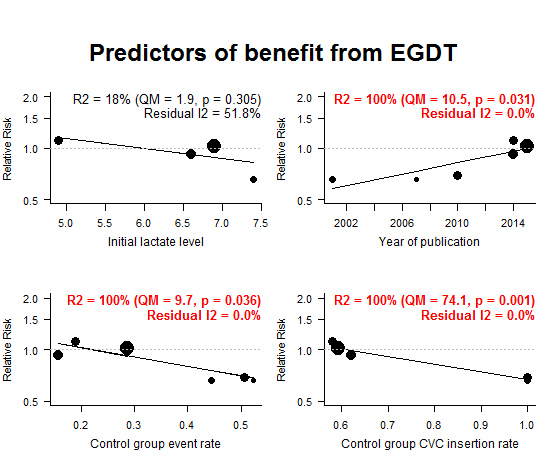 Predictors of benefit from EGDT
R2 = 18% (QM = 1.9, p = 0.305)
Residual I2 = 51.8%
Relative Risk
2.0
1.5
1.0
0.5
5.0 5.5 6.0 6.5 7.0 7.5
Initial lactate level
R2 = 100% (QM = 10.5, p = 0.031)
Residual I2 = 0.0%
Relative Risk
2.0
1.5
1.0
0.5
2002 2006 2010 2014
Year of publication
R2 = 100% (QM = 9.7, p = 0.036)
Residual I2 = 0.0%
Relative Risk
2.0
1.5
1.0
0.5
0.2 0.3 0.4 0.5
Control group event rate
R2 = 100% (QM = 74.1, p = 0.001)
Residual I2 = 0.0%
Relative Risk
2.0
1.5
1.0
0.5
0.6 0.7 0.8 0.9 1.0
Control group CVC insertion rate